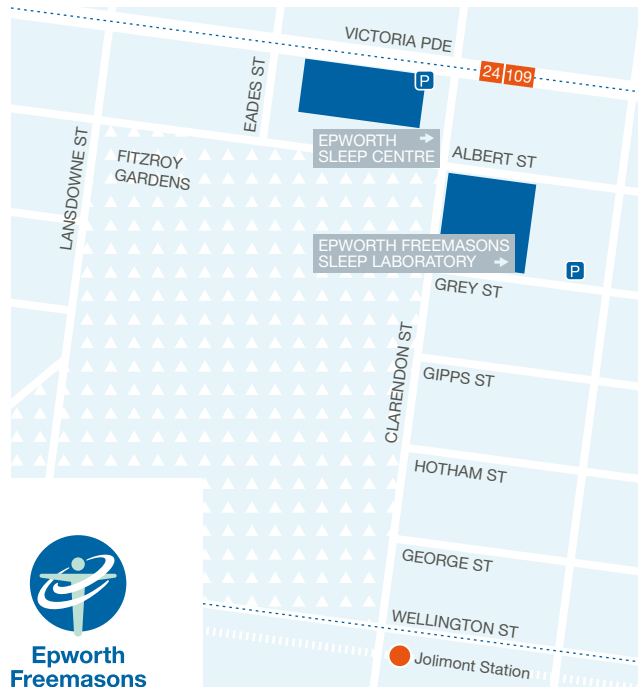 VICTORIA PDE
24 109
P
EADES ST
EPWORTH
SLEEP CENTRE
ALBERT ST
LANSDOWNE ST
FITZROY
GARDENS
EPWORTH FREEMASONS
SLEEP LABORATORY
P
GREY ST
CLARENDON ST
GIPPS ST
HOTHAM ST
GEORGE ST
WELLINGTON ST
Jolimont Station
Epworth
Freemasons